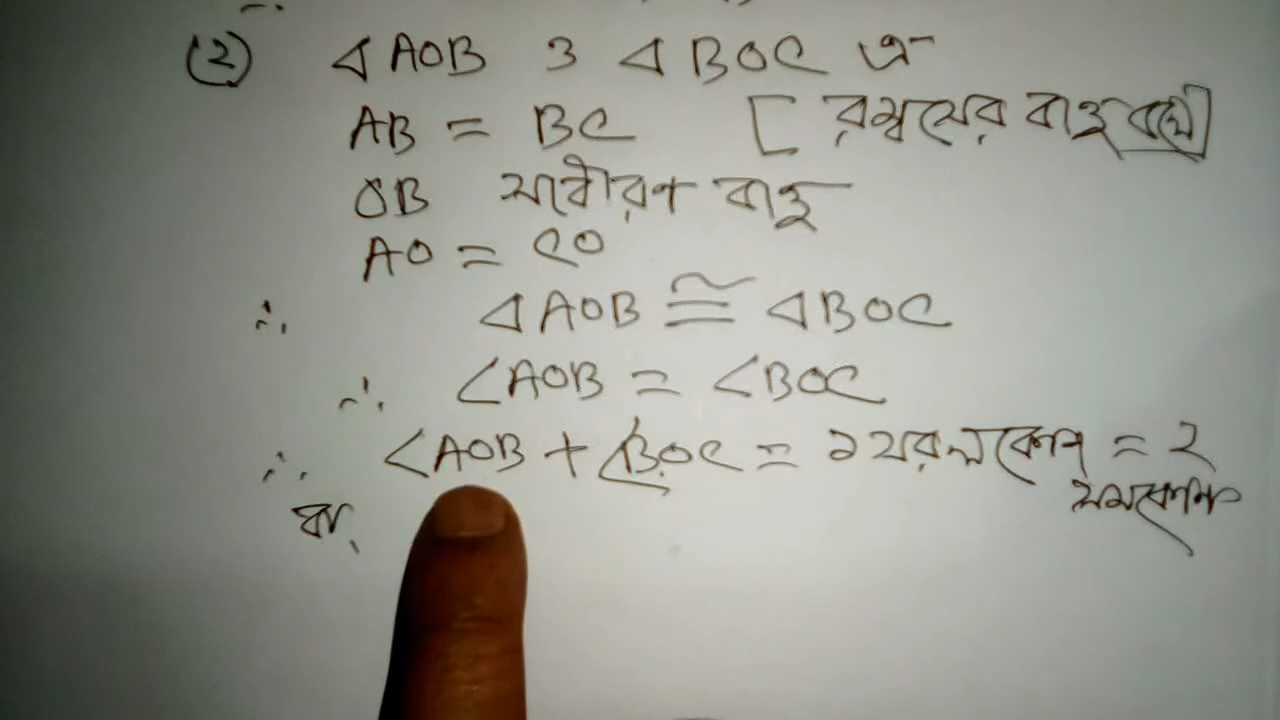 (২) ⊿ AOB ও ⊿ BOC এ
AB = BC [রম্বসের বাহু বলে]
OB সাধারণ বাহু
AO = CO
∴ ⊿ AOB ≅ ⊿ BOC
∴ <AOB = <BOC
∴ <AOB + <BOC = ১ সরলকোণ = ২
সমকোণ
বা,